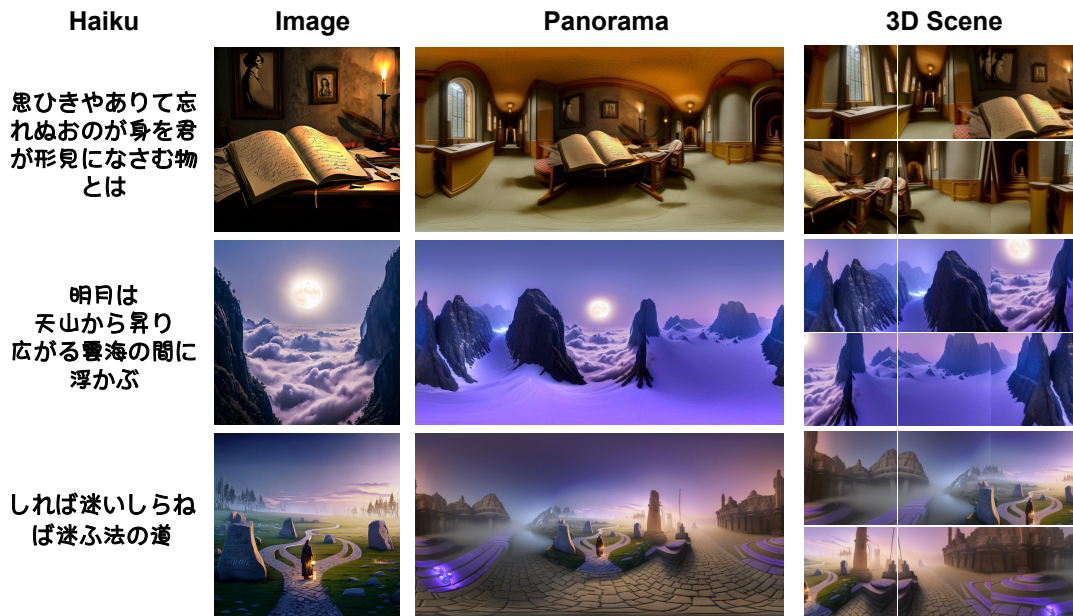 Haiku
Image
Panorama
3D Scene
思ひきやありて忘
れぬおのが身を君
が形見になさむ物
とは
明月は
天山から昇り
広がる雲海の間に
浮かぶ
しれば迷いしらね
ば迷ふ法の道